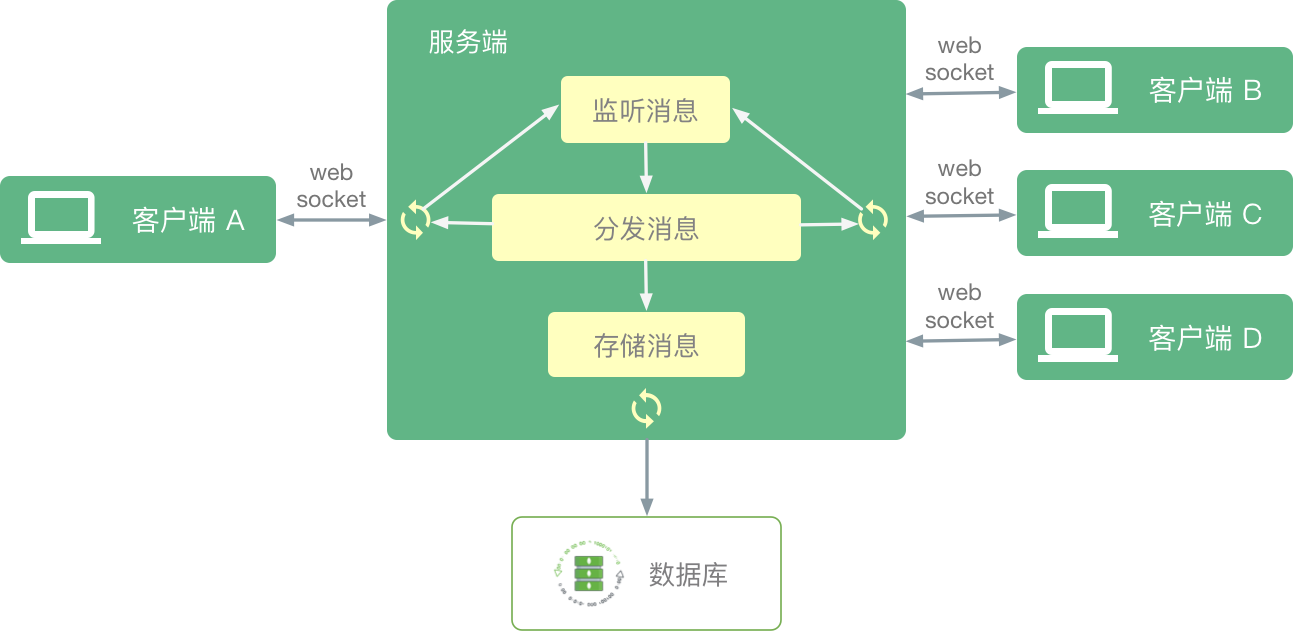 服务端
监听消息
分发消息
存储消息
web
socket
客户端 A
web
socket
客户端 B
web
socket
客户端 C
web
socket
客户端 D
数据库